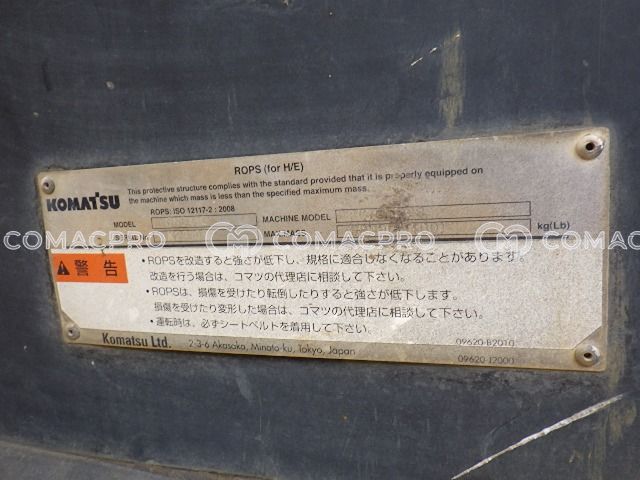 ROPS (for H/E)
This protective structure complies with the standard provided that it is properly equipped on
the machine which mass is less than the specified maximum mass.
KOMATSU
ROPS: ISO 12117-2 : 2008
MODEL
MACHINE MODEL
kg(Lb)
COMACPRO COMACPRO COMACPRO
警告
•ROPSを改造すると強さが低下し、規格に適合しなくなることがあります。
改造を行う場合は、コマツの代理店に相談して下さい。
•ROPSは、損傷を受けたり転倒したりすると強さが低下します。
損傷を受けたり変形した場合は、コマツの代理店に相談して下さい。
•運転時は、必ずシートベルトを着用して下さい。
09620-B2010
Komatsu Ltd. 2-3-6 Akasaka, Minato-ku, Tokyo, Japan
09620-J2000